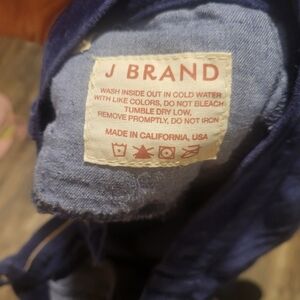 J BRAND
WASH INSIDE OUT IN COLD WATER
WITH LIKE COLORS, DO NOT BLEACH
TUMBLE DRY LOW,
REMOVE PROMPTLY, DO NOT IRON
MADE IN CALIFORNIA, USA